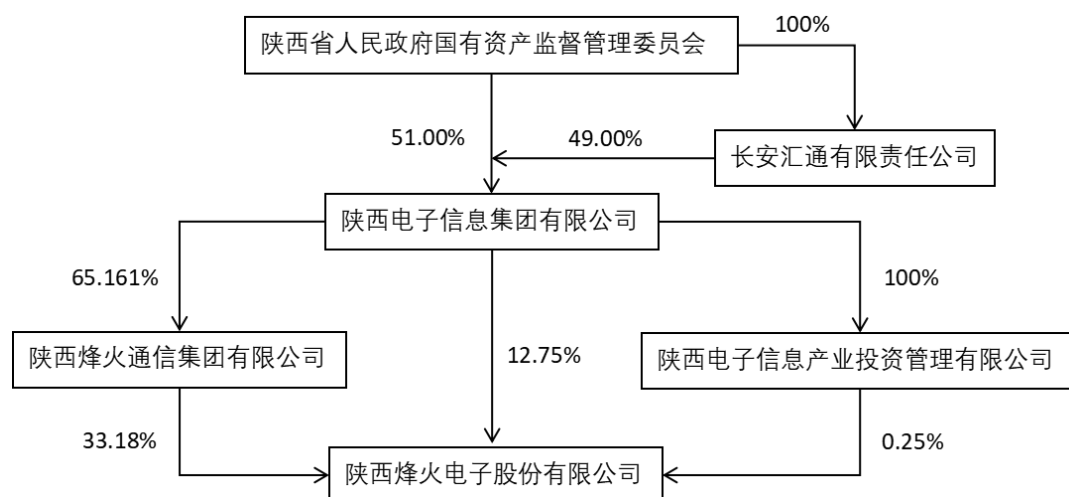 陕西省人民政府国有资产监督管理委员会
100%
51.00%
49.00%
长安汇通有限责任公司
陕西电子信息集团有限公司
65.161%
100%
陕西烽火通信集团有限公司
12.75%
陕西电子信息产业投资管理有限公司
33.18%
0.25%
陕西烽火电子股份有限公司